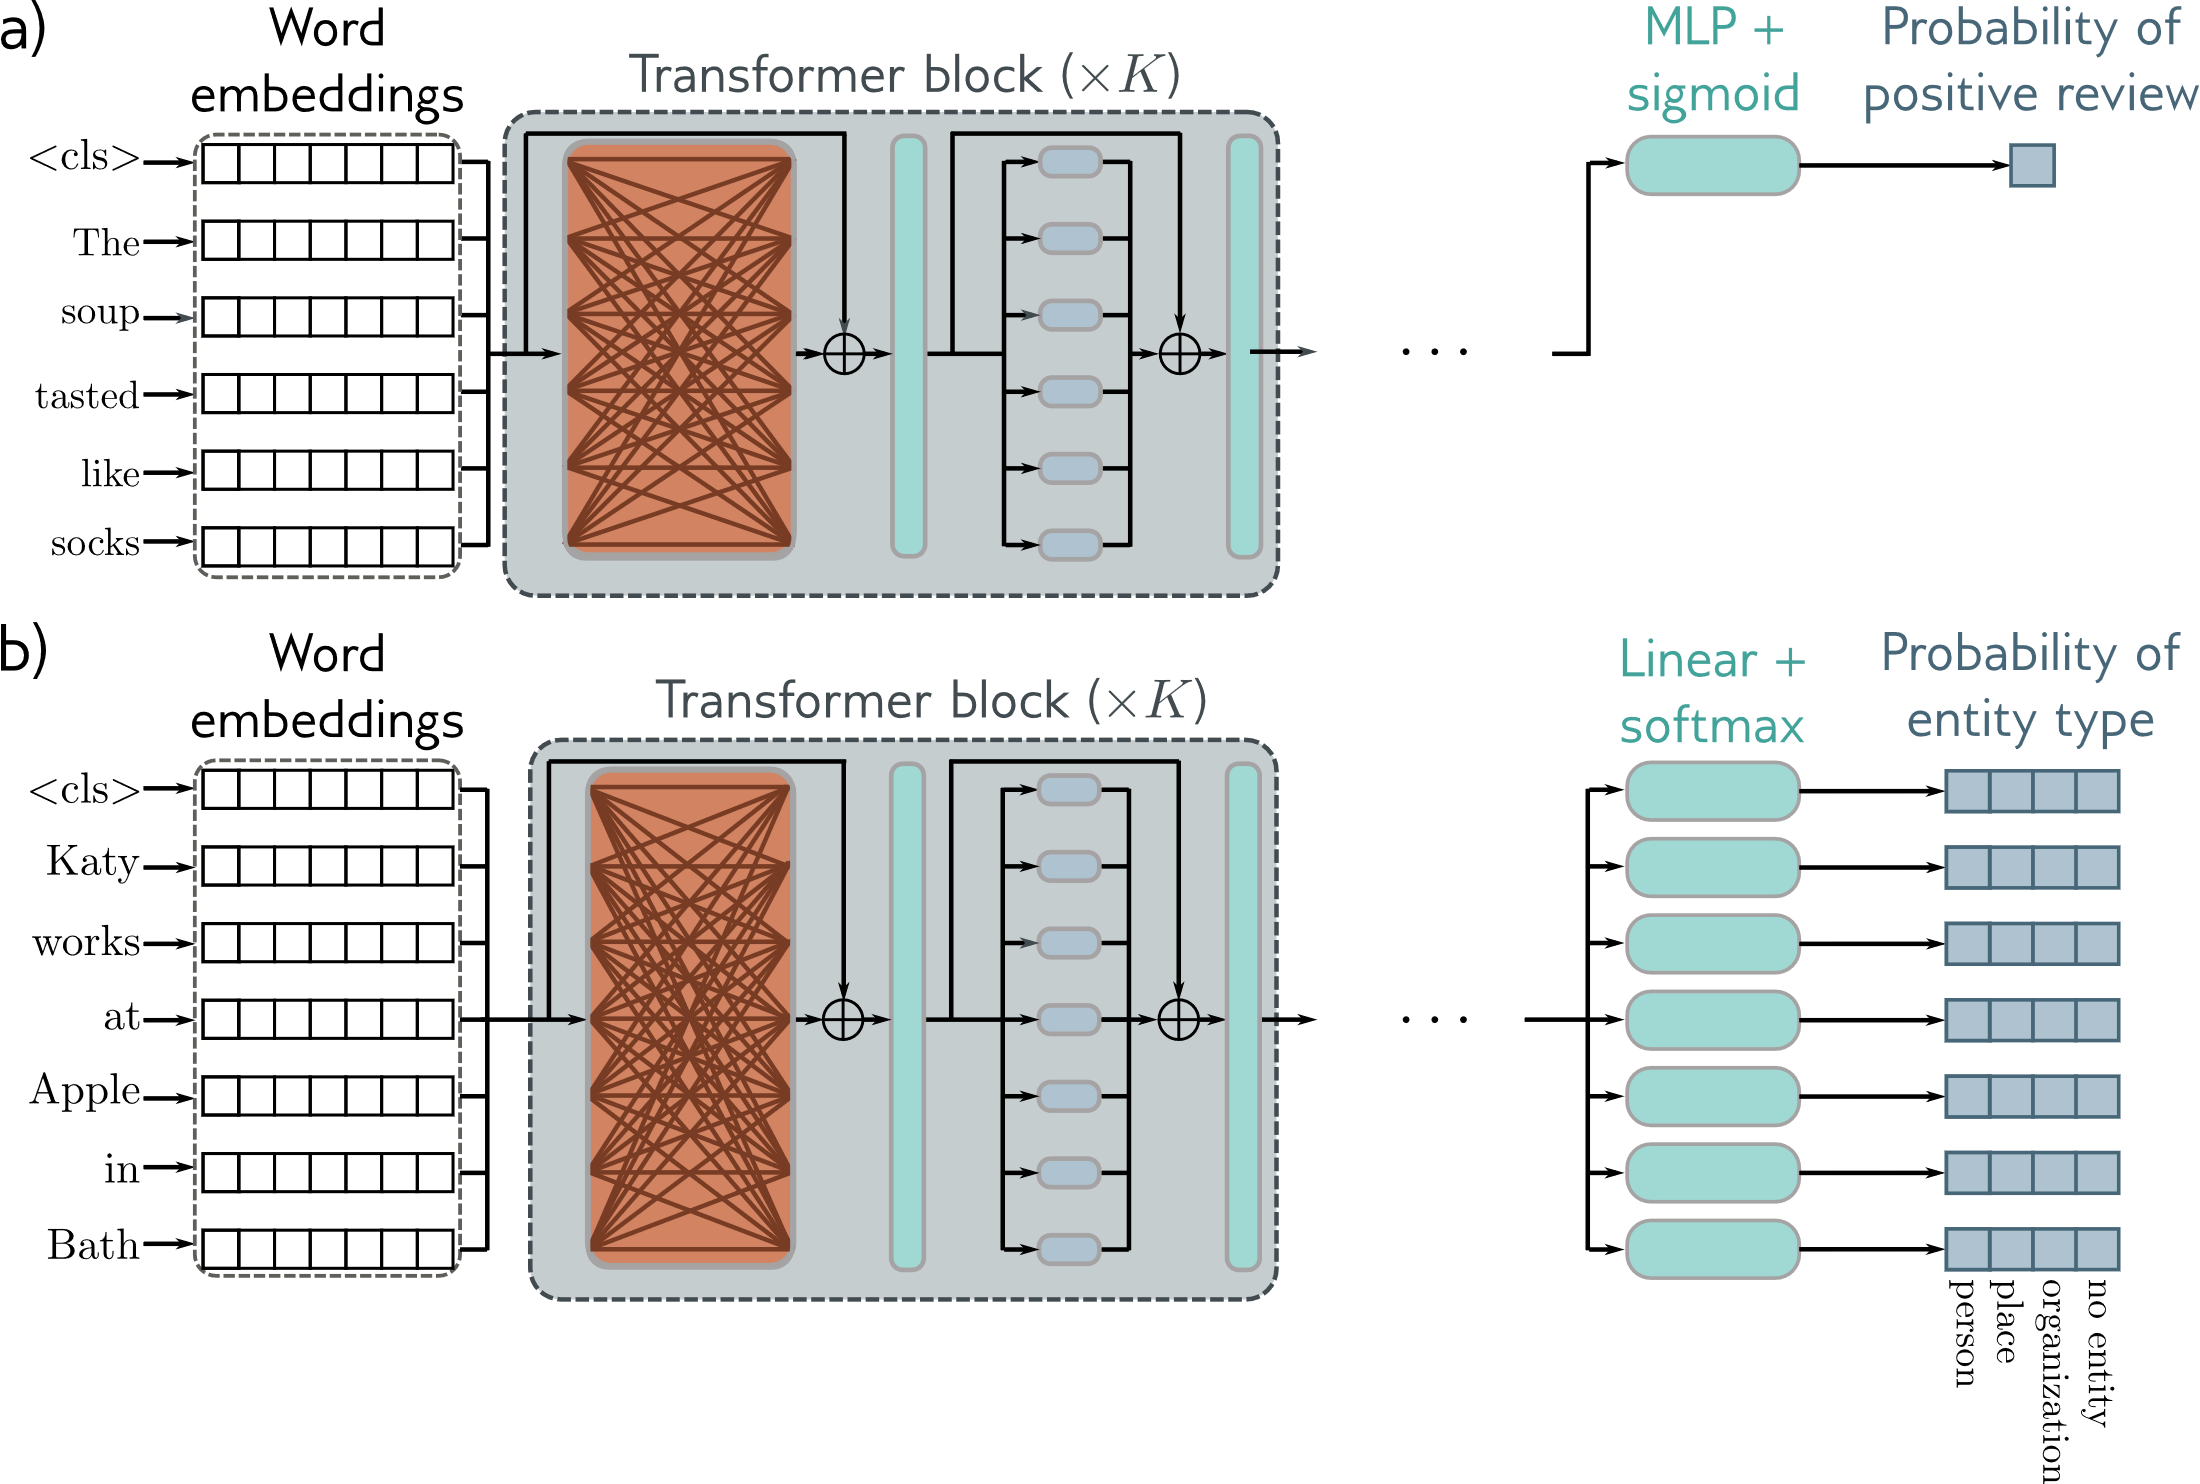 a)
Word
embeddings
Transformer block (×K)
MLP +
sigmoid
Probability of
positive review
<cls>
The
soup
tasted
like
socks
. . .
b)
Word
embeddings
Transformer block (×K)
Linear +
softmax
Probability of
entity type
<cls>
Katy
works
at
Apple
in
Bath
. . .
person
place
organization
no entity